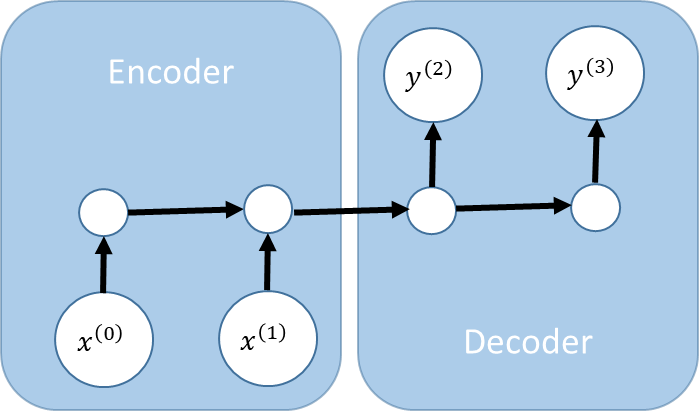 Encoder
x^(0)
x^(1)
y^(2)
y^(3)
Decoder